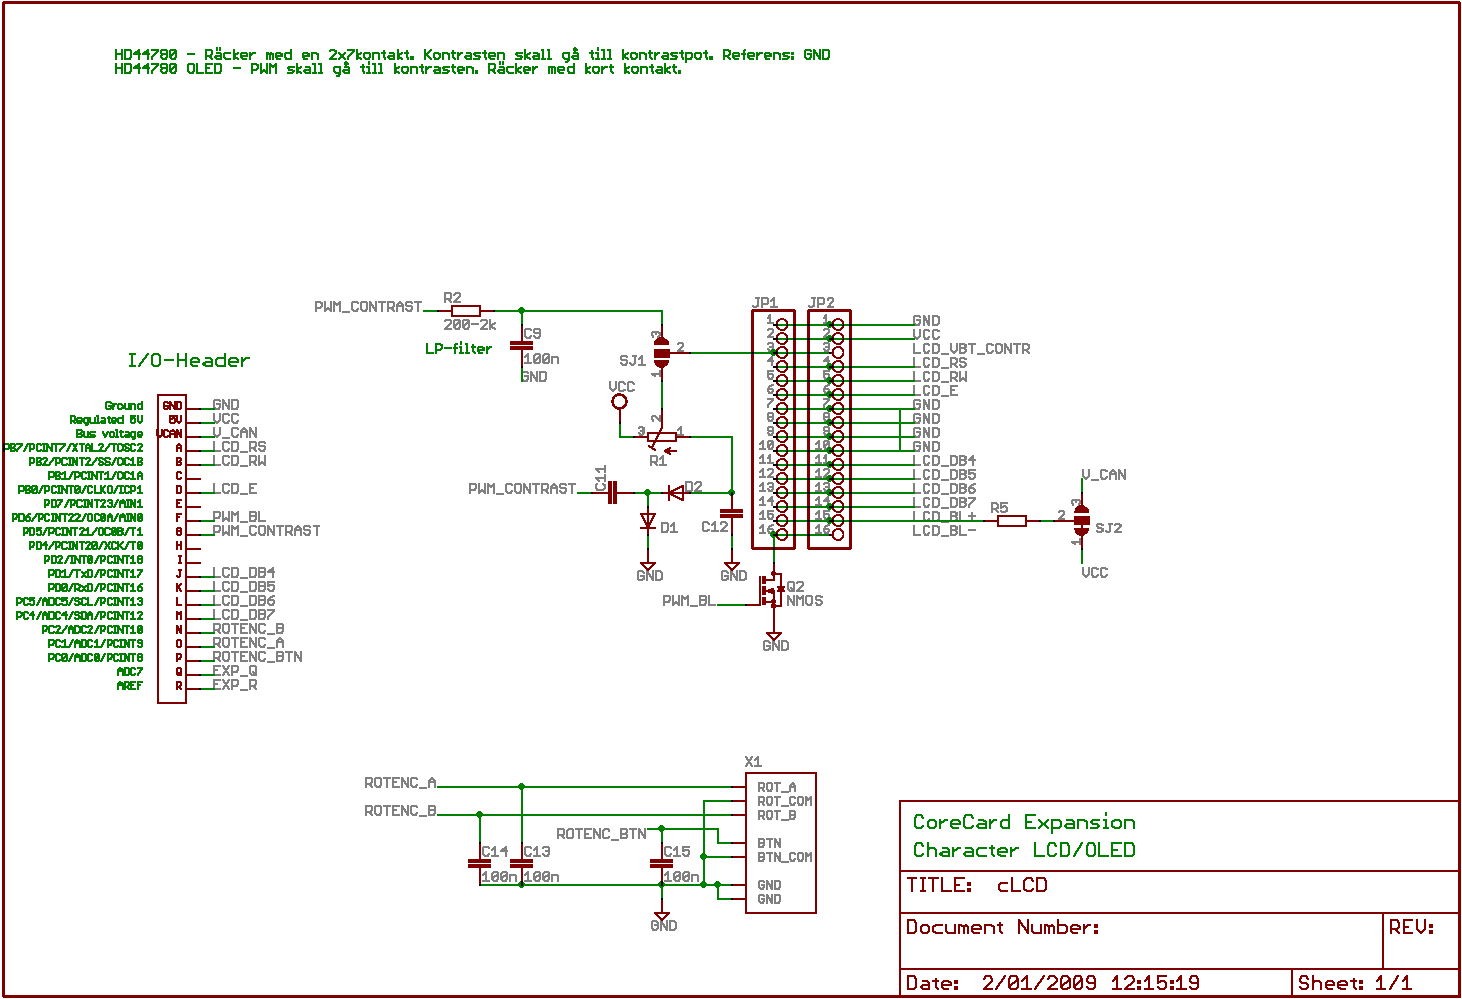 HD44780 - Räcker med en 2x7kontakt. Kontrasten skall gå till kontrastpot. Referens: GND
HD44780 OLED - PWM skall gå till kontrasten. Räcker med kort kontakt.
PWM_CONTRAST
R2
200-2k
LP-filter
C9
100n
GND
SJ1
3
2
1
VCC
3
2
1
R1
PWM_CONTRAST
C11
D2
D1
C12
GND
GND
JP1
JP2
1 1 GND
2 2 VCC
3 3 LCD_VBT_CONTR
4 4 LCD_RS
5 5 LCD_RW
6 6 LCD_E
7 7 GND
8 8 GND
9 9 GND
10 10 GND
11 11 LCD_DB4
12 12 LCD_DB5
13 13 LCD_DB6
14 14 LCD_DB7
15 15 LCD_BL+
16 16 LCD_BL-
R5
V_CAN
3
2
1
SJ2
VCC
PWM_BL
Q2
NMOS
GND
I/O-Header
Ground GND GND
Regulated 5V 5V VCC
Bus voltage VCAN V_CAN
PB7/PCINT7/XTAL2/TOSC2 A LCD_RS
PB2/PCINT2/SS/OC1B B LCD_RW
PB1/PCINT1/OC1A C
PB0/PCINT0/CLKO/ICP1 D LCD_E
PD7/PCINT23/AIN1 E
PD6/PCINT22/OC0A/AIN0 F PWM_BL
PD5/PCINT21/OC0B/T1 G PWM_CONTRAST
PD4/PCINT20/XCK/T0 H
PD2/INT0/PCINT18 I
PD1/TxD/PCINT17 J LCD_DB4
PD0/RxD/PCINT16 K LCD_DB5
PC5/ADC5/SCL/PCINT13 L LCD_DB6
PC4/ADC4/SDA/PCINT12 M LCD_DB7
PC2/ADC2/PCINT10 N ROTENC_B
PC1/ADC1/PCINT9 O ROTENC_A
PC0/ADC0/PCINT8 P ROTENC_BTN
ADC7 Q EXP_Q
AREF R EXP_R
ROTENC_A
ROTENC_B
ROTENC_BTN
C14
100n
C13
100n
C15
100n
GND
X1
ROT_A
ROT_COM
ROT_B
BTN
BTN_COM
GND
GND
CoreCard Expansion
Character LCD/OLED
TITLE: cLCD
Document Number:
REV:
Date: 2/01/2009 12:15:19
Sheet: 1/1